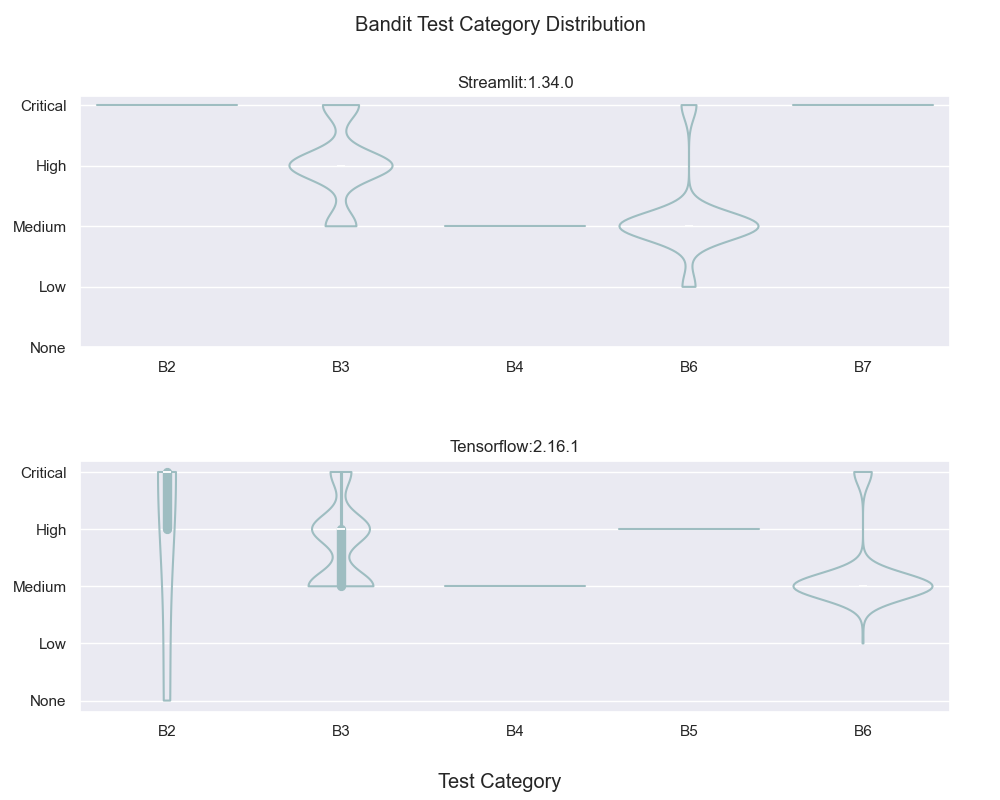 Bandit Test Category Distribution
Streamlit:1.34.0
Critical
High
Medium
Low
None
B2 B3 B4 B6 B7
Tensorflow:2.16.1
Critical
High
Medium
Low
None
B2 B3 B4 B5 B6
Test Category